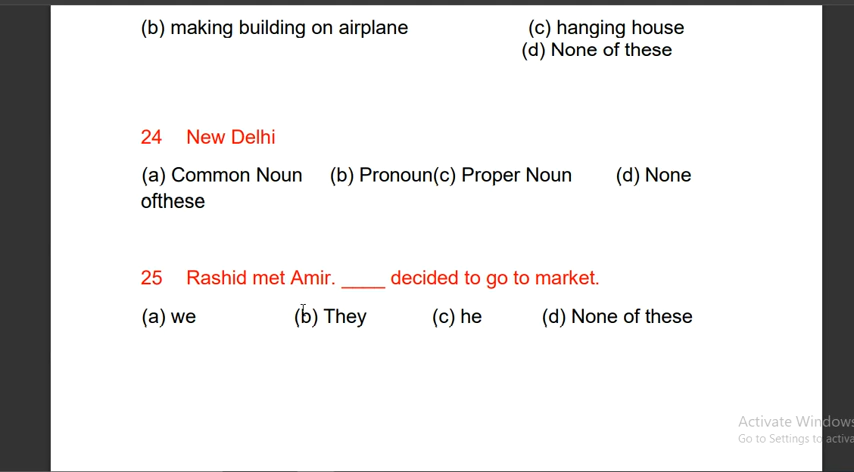 (b) making building on airplane (c) hanging house
(d) None of these
24 New Delhi
(a) Common Noun (b) Pronoun(c) Proper Noun (d) None
ofthese
25 Rashid met Amir. ____ decided to go to market.
(a) we (b) They (c) he (d) None of these
Activate Windows
Go to Settings to activa